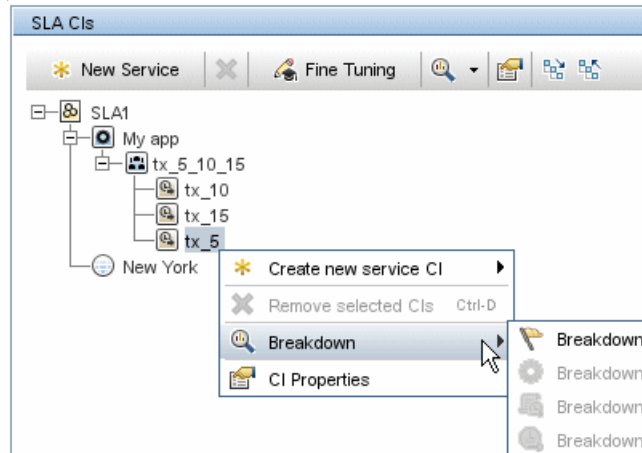 SLA CIs
New Service
Fine Tuning
SLA1
My app
tx_5_10_15
tx_10
tx_15
tx_5
New York
Create new service CI
Remove selected CIs Ctrl-D
Breakdown
CI Properties
Breakdown
Breakdown
Breakdown
Breakdown